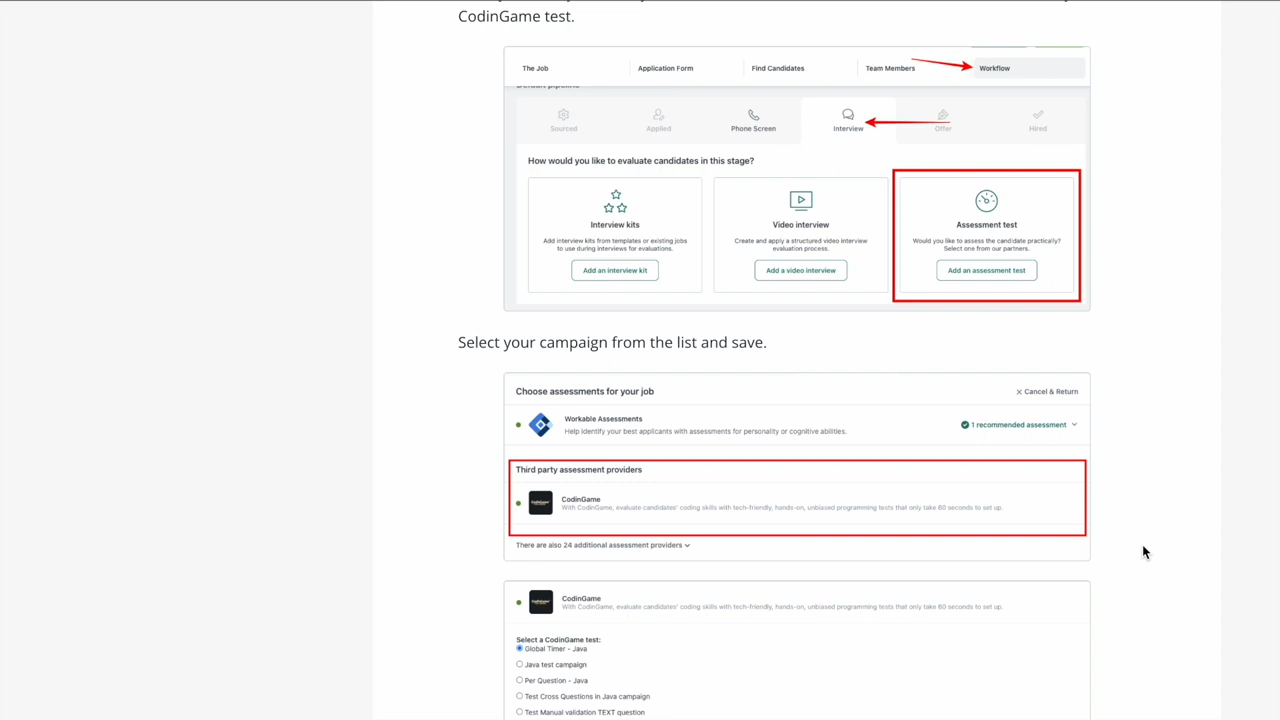 CodinGame test.
The Job
Application Form
Find Candidates
Team Members
Workflow
Default pipeline
Sourced
Applied
Phone Screen
Interview
Offer
Hired
How would you like to evaluate candidates in this stage?
Interview kits
Add interview kits from templates or existing jobs
to use during interviews for evaluations.
Add an interview kit
Video interview
Create and apply a structured video interview
evaluation process.
Add a video interview
Assessment test
Would you like to assess the candidate practically?
Select one from our partners.
Add an assessment test
Select your campaign from the list and save.
Choose assessments for your job
Cancel & Return
Workable Assessments
Help identify your best applicants with assessments for personality or cognitive abilities.
1 recommended assessment
Third party assessment providers
CodinGame
With CodinGame, evaluate candidates' coding skills with tech-friendly, hands-on, unbiased programming tests that only take 60 seconds to set up.
There are also 24 additional assessment providers
CodinGame
With CodinGame, evaluate candidates' coding skills with tech-friendly, hands-on, unbiased programming tests that only take 60 seconds to set up.
Select a CodinGame test:
Global Timer - Java
Java test campaign
Per Question - Java
Test Cross Questions in Java campaign
Test Manual validation TEXT question